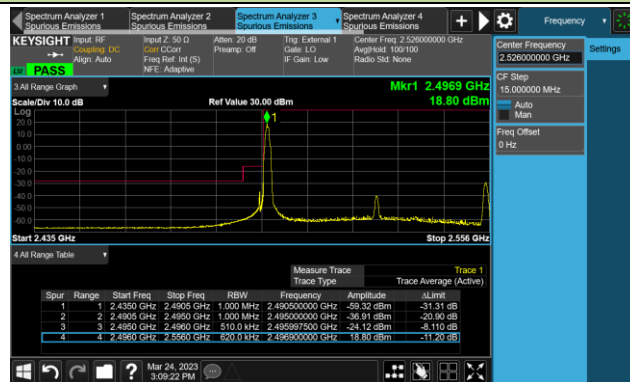 Spectrum Analyzer 1
Spurious Emissions
Spectrum Analyzer 2
Spurious Emissions
Spectrum Analyzer 3
Spurious Emissions
Spectrum Analyzer 4
Spurious Emissions
Frequency
KEYSIGHT
Input: RF
Coupling: DC
Align: Auto
Input Z: 50 Ω
Corr CCorr
Freq Ref: Int (S)
NFE: Adaptive
Atten: 20 dB
Preamp: Off
Trig: External 1
Gate: LO
IF Gain: Low
Center Freq: 2.526000000 GHz
Avg|Hold: 100/100
Radio Std: None
PASS
Center Frequency
2.526000000 GHz
Settings
CF Step
15.000000 MHz
Auto
Man
Freq Offset
0 Hz
3 All Range Graph
Mkr1 2.4969 GHz
Scale/Div 10.0 dB
Ref Value 30.00 dBm
18.80 dBm
Log
20.0
10.0
0.00
-10.0
-20.0
-30.0
-40.0
-50.0
-60.0
1
Start 2.435 GHz
Stop 2.556 GHz
4 All Range Table
Measure Trace Trace 1
Trace Type Trace Average (Active)
Spur Range Start Freq Stop Freq RBW Frequency Amplitude ΔLimit
1 1 2.4350 GHz 2.4905 GHz 1.000 MHz 2.490500000 GHz -59.32 dBm -31.31 dB
2 2 2.4905 GHz 2.4950 GHz 1.000 MHz 2.495000000 GHz -36.91 dBm -20.90 dB
3 3 2.4950 GHz 2.4960 GHz 510.0 kHz 2.495997500 GHz -24.12 dBm -8.110 dB
4 4 2.4960 GHz 2.5560 GHz 620.0 kHz 2.496900000 GHz 18.80 dBm -11.20 dB
Mar 24, 2023
3:09:22 PM